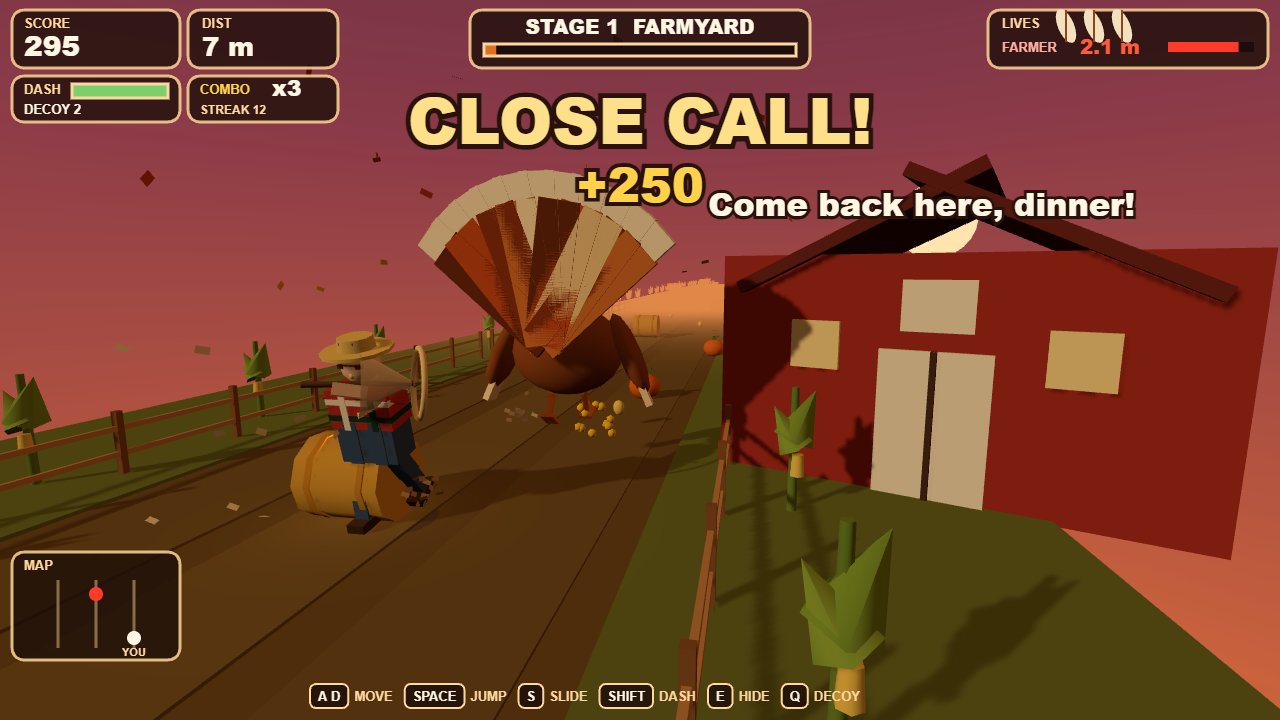 SCORE
295
DIST
7 m
STAGE 1 FARMYARD
LIVES
FARMER 2.1 m
DASH
DECOY 2
COMBO x3
STREAK 12
CLOSE CALL!
+250
Come back here, dinner!
MAP
YOU
A D MOVE SPACE JUMP S SLIDE SHIFT DASH E HIDE Q DECOY